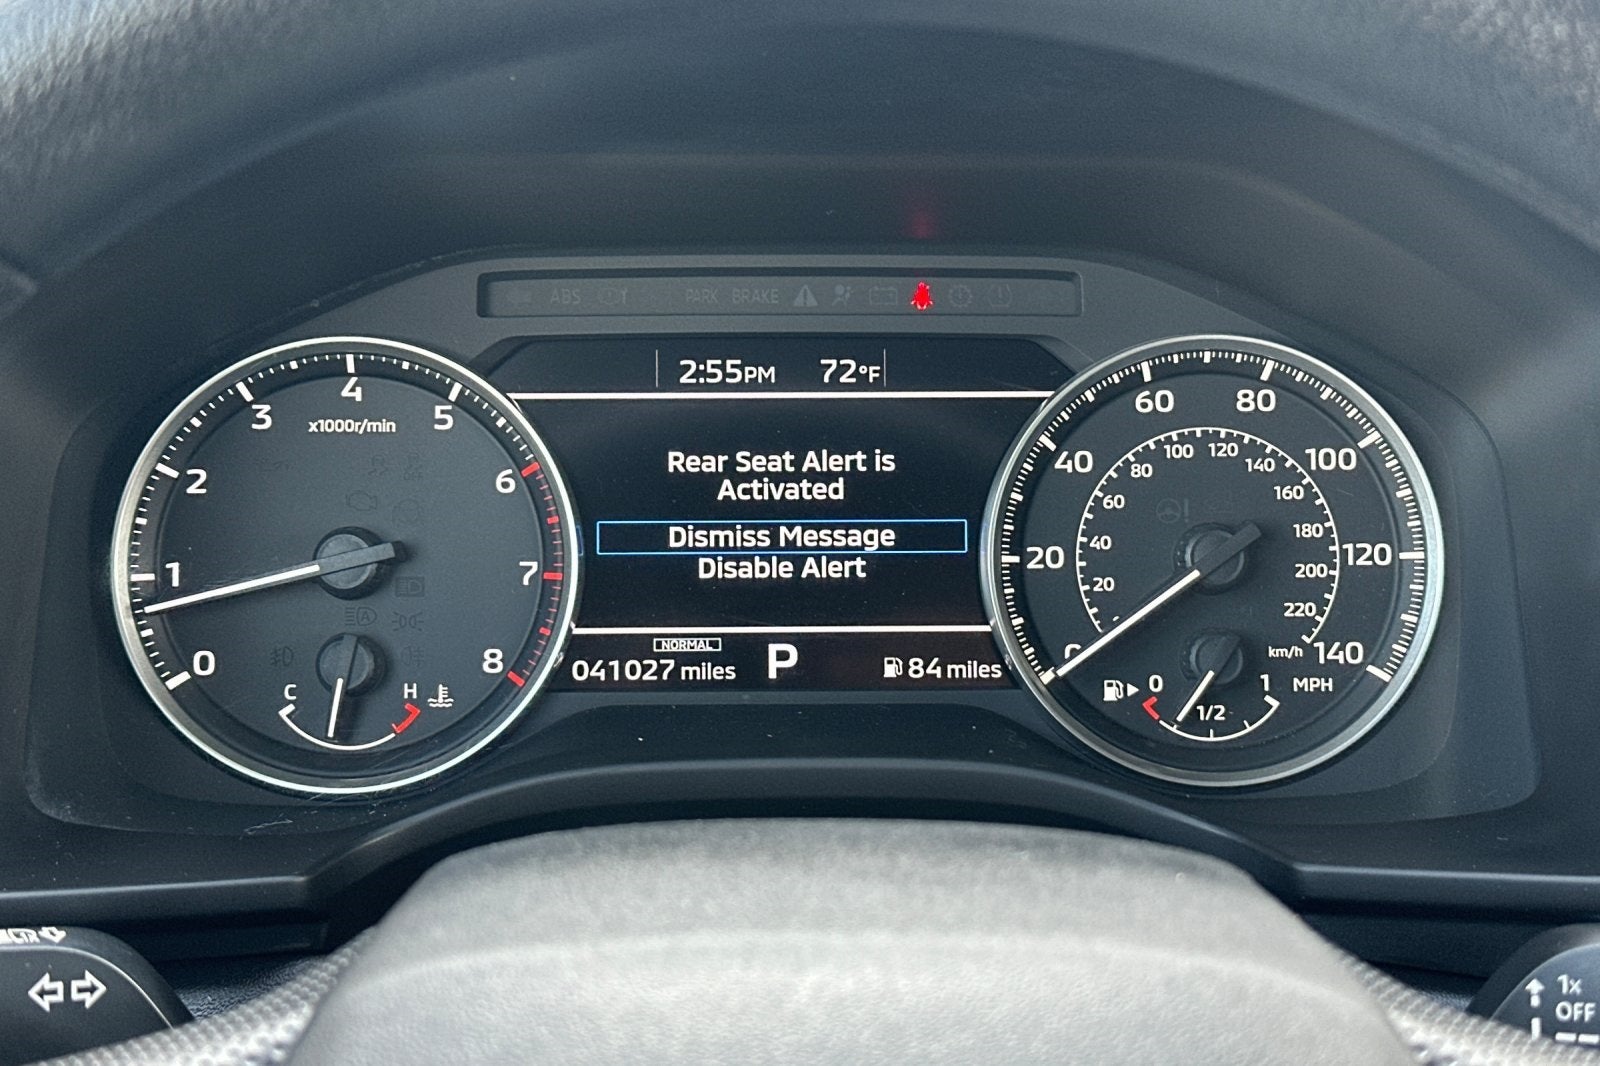 ABS
PARK BRAKE
2:55PM 72°F
Rear Seat Alert is
Activated
Dismiss Message
Disable Alert
NORMAL
041027 miles P 84 miles
0 1 2 3 4 5 6 7 8
x1000r/min
C H
0 20 40 60 80 100 120 140
20 40 60 80 100 120 140 160 180 200 220
km/h
MPH
0 1/2 1
1x
OFF